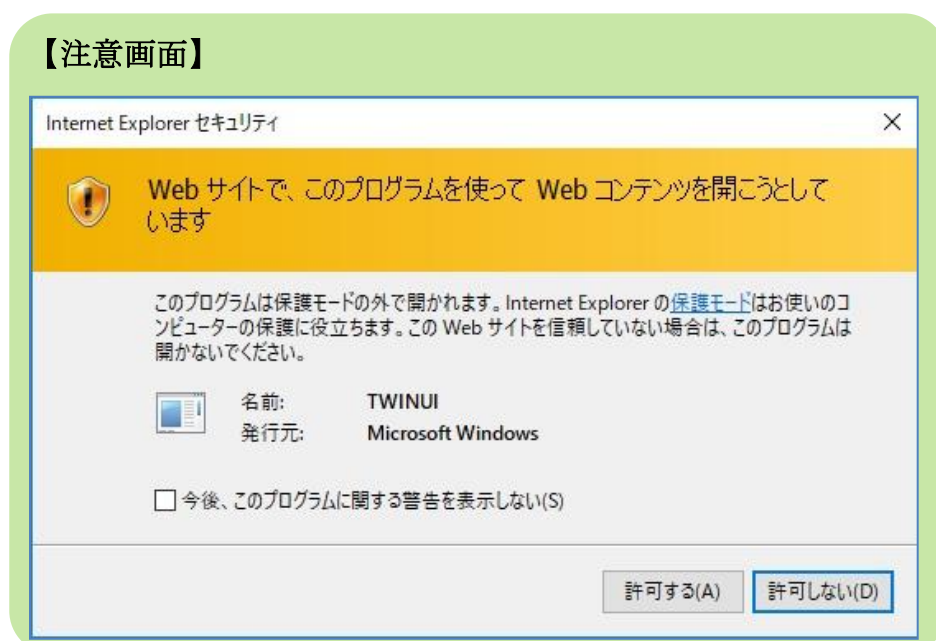 【注意画面】
Internet Explorer セキュリティ
Web サイトで、このプログラムを使って Web コンテンツを開こうとして
います
このプログラムは保護モードの外で開かれます。Internet Explorer の保護モードはお使いのコ
ンピューターの保護に役立ちます。この Web サイトを信頼していない場合は、このプログラムは
開かないでください。
名前: TWINUI
発行元: Microsoft Windows
今後、このプログラムに関する警告を表示しない(S)
許可する(A) 許可しない(D)